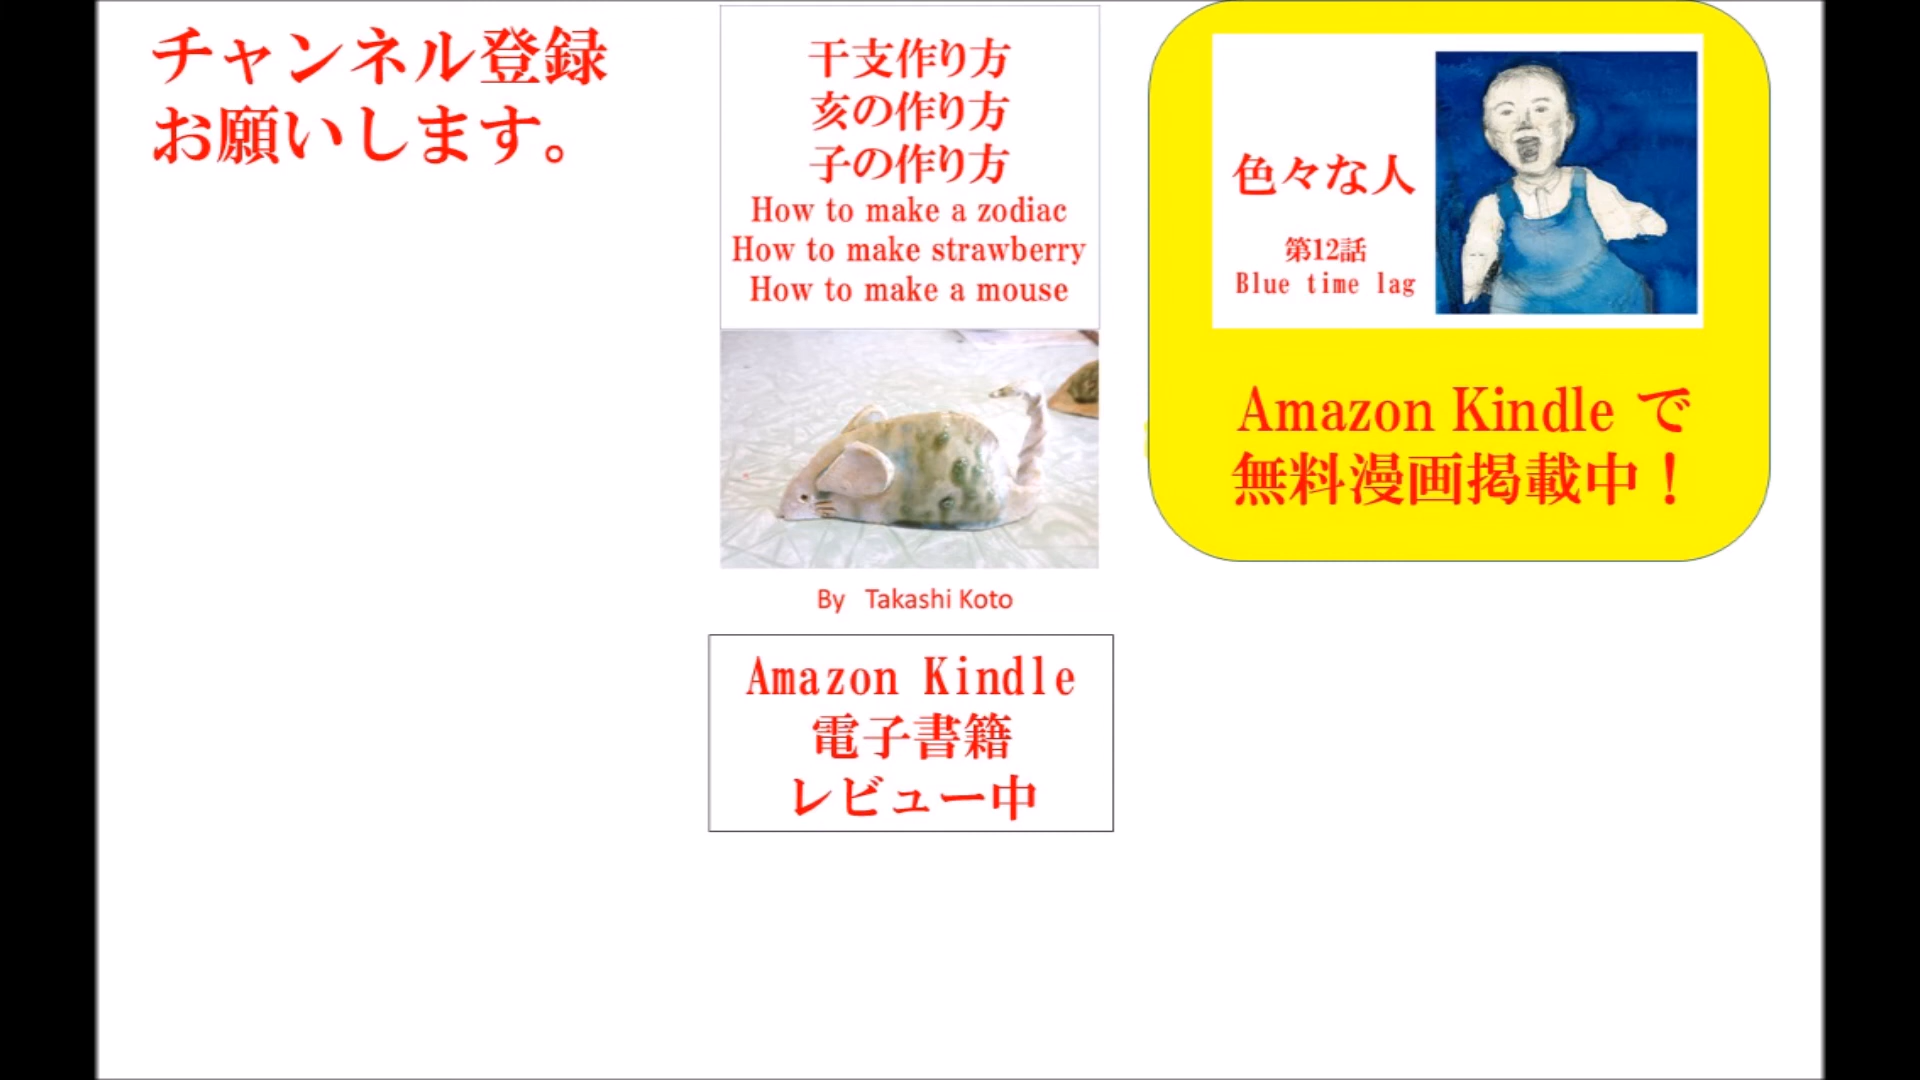 チャンネル登録
お願いします。
干支作り方
亥の作り方
子の作り方
How to make a zodiac
How to make strawberry
How to make a mouse
By Takashi Koto
Amazon Kindle
電子書籍
レビュー中
色々な人
第12話
Blue time lag
Amazon Kindle で
無料漫画掲載中！